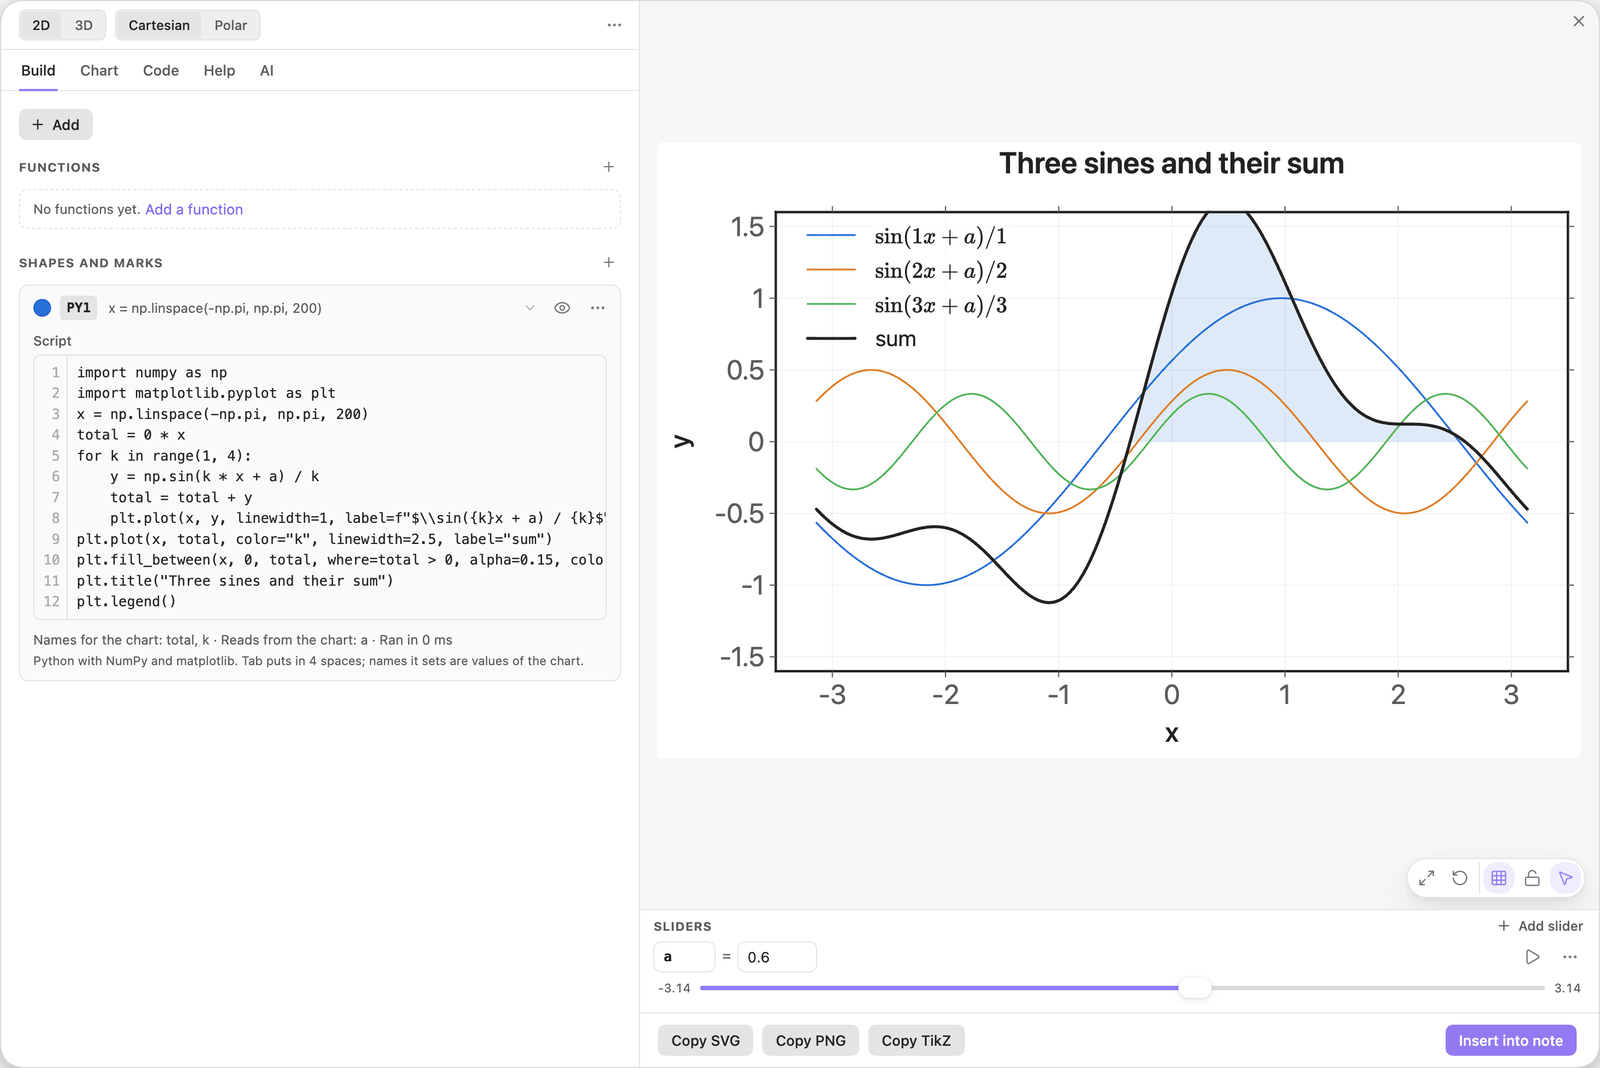 2D 3D Cartesian Polar
Build Chart Code Help AI
+ Add
FUNCTIONS
No functions yet. Add a function
SHAPES AND MARKS
PY1 x = np.linspace(-np.pi, np.pi, 200)
Script
1 import numpy as np
2 import matplotlib.pyplot as plt
3 x = np.linspace(-np.pi, np.pi, 200)
4 total = 0 * x
5 for k in range(1, 4):
6     y = np.sin(k * x + a) / k
7     total = total + y
8     plt.plot(x, y, linewidth=1, label=f"$\\sin({k}x + a) / {k}$"
9 plt.plot(x, total, color="k", linewidth=2.5, label="sum")
10 plt.fill_between(x, 0, total, where=total > 0, alpha=0.15, colo
11 plt.title("Three sines and their sum")
12 plt.legend()
Names for the chart: total, k · Reads from the chart: a · Ran in 0 ms
Python with NumPy and matplotlib. Tab puts in 4 spaces; names it sets are values of the chart.
Three sines and their sum
sin(1x + a)/1
sin(2x + a)/2
sin(3x + a)/3
sum
1.5
1
0.5
0
-0.5
-1
-1.5
y
-3 -2 -1 0 1 2 3
x
SLIDERS
+ Add slider
a = 0.6
-3.14 3.14
Copy SVG Copy PNG Copy TikZ Insert into note